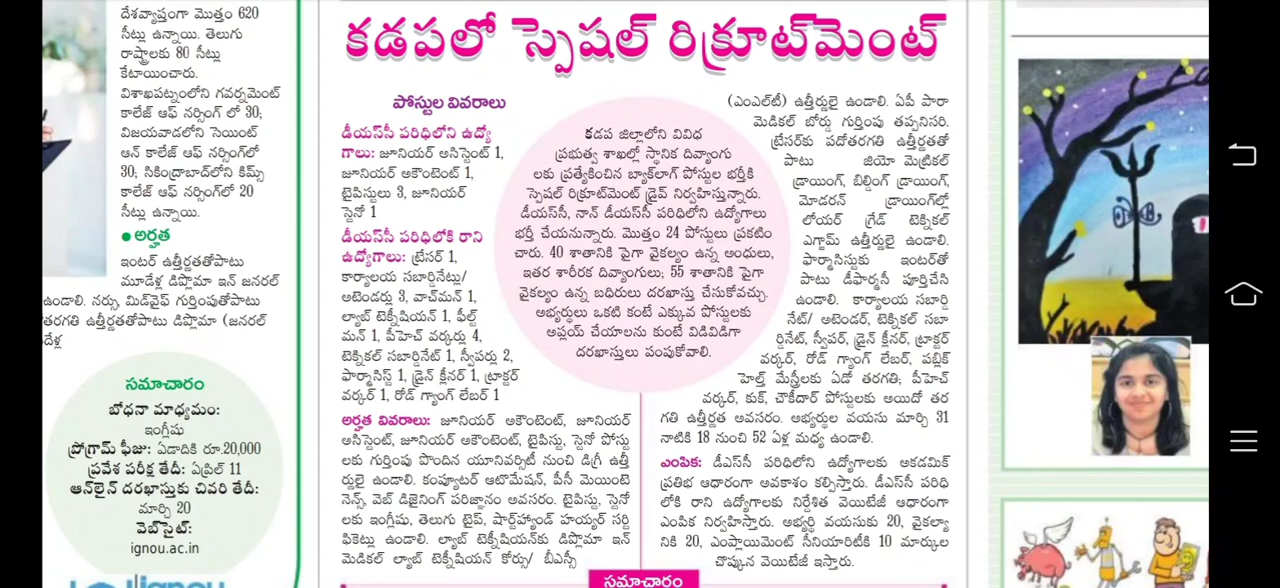 దేశవ్యాప్తంగా మొత్తం 620
సీట్లు ఉన్నాయి. తెలుగు
రాష్ట్రాలకు 80 సీట్లు
కేటాయించారు.
విశాఖపట్నంలోని గవర్నమెంట్
కాలేజ్ ఆఫ్ నర్సింగ్ లో 30;
విజయవాడలోని సెయింట్
ఆన్ కాలేజ్ ఆఫ్ నర్సింగ్‌లో
30; సికింద్రాబాద్‌లోని కిమ్స్
కాలేజ్ ఆఫ్ నర్సింగ్‌లో 20
సీట్లు ఉన్నాయి.
● అర్హత
ఇంటర్ ఉత్తీర్ణతతోపాటు
మూడేళ్ల డిప్లొమా ఇన్ జనరల్
ఉండాలి. నర్సు, మిడ్‌వైఫ్ గుర్తింపుతోపాటు
తరగతి ఉత్తీర్ణతతోపాటు డిప్లొమా (జనరల్
దేళ్ల
సమాచారం
బోధనా మాధ్యమం:
ఇంగ్లీషు
ప్రోగ్రామ్ ఫీజు: ఏడాదికి రూ.20,000
ప్రవేశ పరీక్ష తేదీ: ఏప్రిల్ 11
ఆన్‌లైన్ దరఖాస్తుకు చివరి తేదీ:
మార్చి 20
వెబ్‌సైట్:
ignou.ac.in
ignou
కడపలో స్పెషల్ రిక్రూట్‌మెంట్
పోస్టుల వివరాలు
డీయస్‌సీ పరిధిలోని ఉద్యో
గాలు: జూనియర్ అసిస్టెంట్ 1,
జూనియర్ అకౌంటెంట్ 1,
టైపిస్టులు 3, జూనియర్
స్టెనో 1
డీయస్‌సీ పరిధిలోకి రాని
ఉద్యోగాలు: ట్రేసర్ 1,
కార్యాలయ సబార్డినేట్లు/
అటెండర్లు 3, వాచ్‌మన్ 1,
ల్యాబ్ టెక్నీషియన్ 1, ఫీల్డ్
మన్ 1, పీహెచ్ వర్కర్లు 4,
టెక్నికల్ సబార్డినేట్ 1, స్వీపర్లు 2,
ఫార్మాసిస్ట్ 1, డ్రైన్ క్లీనర్ 1, ట్రాక్టర్
వర్కర్ 1, రోడ్ గ్యాంగ్ లేబర్ 1
అర్హత వివరాలు: జూనియర్ అకౌంటెంట్, జూనియర్
అసిస్టెంట్, జూనియర్ ఆకౌంటెంట్, టైపిస్టు, స్టెనో పోస్టు
లకు గుర్తింపు పొందిన యూనివర్సిటీ నుంచి డిగ్రీ ఉత్తీ
ర్ణులై ఉండాలి. కంప్యూటర్ ఆటోమేషన్, పీసీ మెయింటె
నెన్స్, వెబ్ డిజైనింగ్ పరిజ్ఞానం అవసరం. టైపిస్టు, స్టెనో
లకు ఇంగ్లీషు, తెలుగు టైప్, షార్ట్‌హ్యాండ్ హయ్యర్ సర్టి
ఫికెట్లు ఉండాలి. ల్యాబ్ టెక్నీషియన్‌కు డిప్లొమా ఇన్
మెడికల్ ల్యాబ్ టెక్నీషియన్ కోర్సు/ బీఎస్సీ
కడప జిల్లాలోని వివిధ
ప్రభుత్వ శాఖల్లో స్థానిక దివ్యాంగు
లకు ప్రత్యేకించిన బ్యాక్‌లాగ్ పోస్టుల భర్తీకి
స్పెషల్ రిక్రూట్‌మెంట్ డ్రైవ్ నిర్వహిస్తున్నారు.
డీయస్‌సీ, నాన్ డీయస్‌సీ పరిధిలోని ఉద్యోగాలు
భర్తీ చేయనున్నారు. మొత్తం 24 పోస్టులు ప్రకటిం
చారు. 40 శాతానికి పైగా వైకల్యం ఉన్న అంధులు,
ఇతర శారీరక దివ్యాంగులు; 55 శాతానికి పైగా
వైకల్యం ఉన్న బధిరులు దరఖాస్తు చేసుకోవచ్చు.
అభ్యర్థులు ఒకటి కంటే ఎక్కువ పోస్టులకు
అప్లయ్ చేయాలను కుంటే విడివిడిగా
దరఖాస్తులు పంపుకోవాలి.
(ఎంఎల్‌టీ) ఉత్తీర్ణులై ఉండాలి. ఏపీ పారా
మెడికల్ బోర్డు గుర్తింపు తప్పనిసరి.
ట్రేసర్‌కు పదోతరగతి ఉత్తీర్ణతతో
పాటు జియో మెట్రికల్
డ్రాయింగ్, బిల్డింగ్ డ్రాయింగ్,
మోడరన్ డ్రాయింగ్‌ల్లో
లోయర్ గ్రేడ్ టెక్నికల్
ఎగ్జామ్ ఉత్తీర్ణులై ఉండాలి.
ఫార్మాసిస్టుకు ఇంటర్‌తో
పాటు డీఫార్మసీ పూర్తిచేసి
ఉండాలి. కార్యాలయ సబార్డి
నేట్/ అటెండర్, టెక్నికల్ సబా
ర్డినేట్, స్వీపర్, డ్రైన్ క్లీనర్, ట్రాక్టర్
వర్కర్, రోడ్ గ్యాంగ్ లేబర్, పబ్లిక్
హెల్త్ మేస్త్రీలకు ఏడో తరగతి; పీహెచ్
వర్కర్, కుక్, చౌకీదార్ పోస్టులకు అయిదో తర
గతి ఉత్తీర్ణత అవసరం. అభ్యర్థుల వయసు మార్చి 31
నాటికి 18 నుంచి 52 ఏళ్ల మధ్య ఉండాలి.
ఎంపిక: డీఎస్‌సీ పరిధిలోని ఉద్యోగాలకు అకడమిక్
ప్రతిభ ఆధారంగా అవకాశం కల్పిస్తారు. డీఎస్‌సీ పరిధి
లోకి రాని ఉద్యోగాలకు నిర్దేశిత వెయిటేజీ ఆధారంగా
ఎంపిక నిర్వహిస్తారు. అభ్యర్థి వయసుకు 20, వైకల్యా
నికి 20, ఎంప్లాయిమెంట్ సీనియారిటీకి 10 మార్కుల
చొప్పున వెయిటేజీ ఇస్తారు.
సమాచారం